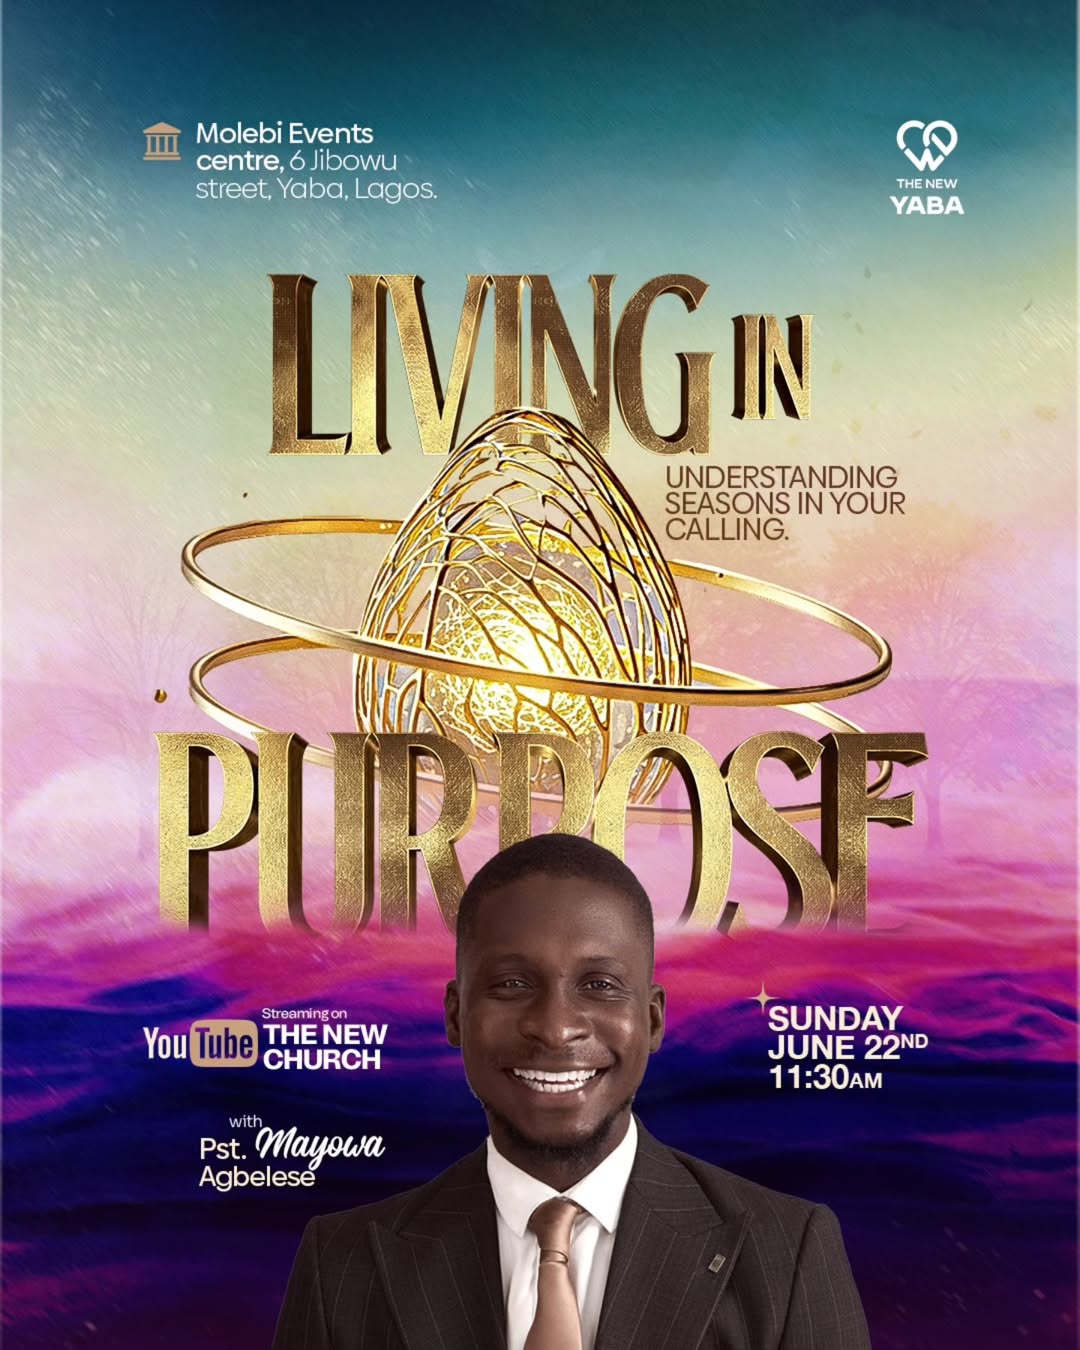 Molebi Events
centre, 6 Jibowu
street, Yaba, Lagos.
THE NEW
YABA
LIVING IN
UNDERSTANDING
SEASONS IN YOUR
CALLING.
PURPOSE
Streaming on
YouTube THE NEW
CHURCH
SUNDAY
JUNE 22ND
11:30AM
with
Pst. Mayowa
Agbelese